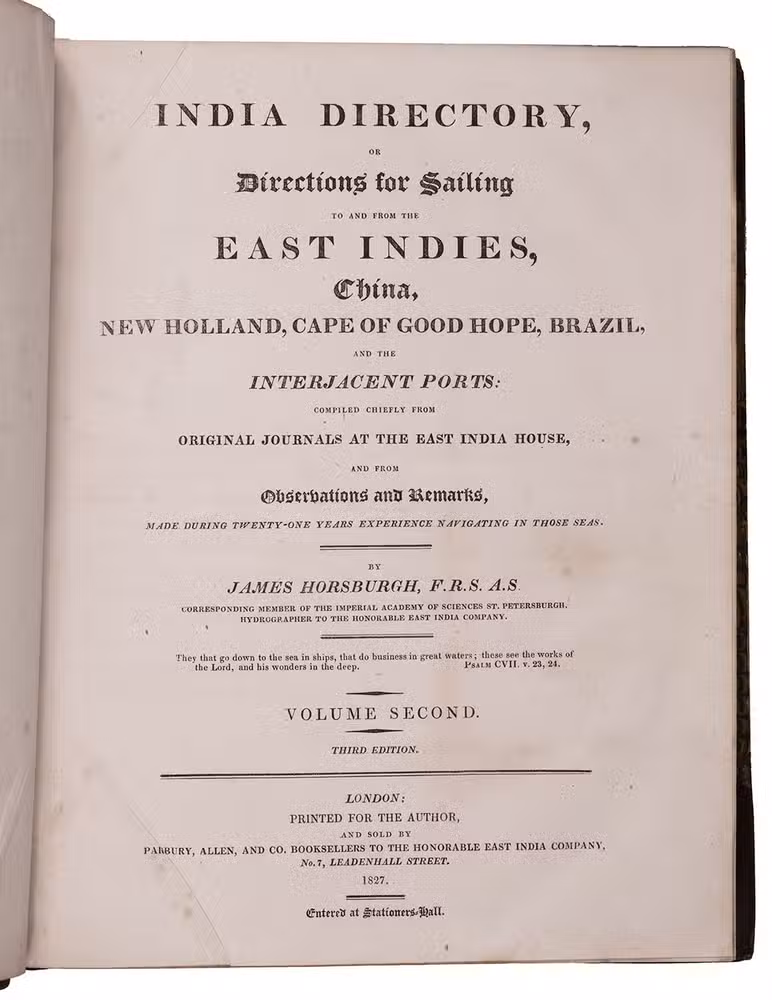 INDIA DIRECTORY,
OR
Directions for Sailing
TO AND FROM THE
EAST INDIES,
China,
NEW HOLLAND, CAPE OF GOOD HOPE, BRAZIL,
AND THE
INTERJACENT PORTS:
COMPILED CHIEFLY FROM
ORIGINAL JOURNALS AT THE EAST INDIA HOUSE,
AND FROM
Observations and Remarks,
MADE DURING TWENTY-ONE YEARS EXPERIENCE NAVIGATING IN THOSE SEAS.
BY
JAMES HORSBURGH, F.R.S. A.S
CORRESPONDING MEMBER OF THE IMPERIAL ACADEMY OF SCIENCES ST. PETERSBURGH.
HYDROGRAPHER TO THE HONORABLE EAST INDIA COMPANY.
They that go down to the sea in ships, that do business in great waters; these see the works of
the Lord, and his wonders in the deep. PSALM CVII. v. 23, 24.
VOLUME SECOND.
THIRD EDITION.
LONDON:
PRINTED FOR THE AUTHOR,
AND SOLD BY
PARBURY, ALLEN, AND CO. BOOKSELLERS TO THE HONORABLE EAST INDIA COMPANY,
No. 7, LEADENHALL STREET.
1827.
Entered at Stationers-Hall.